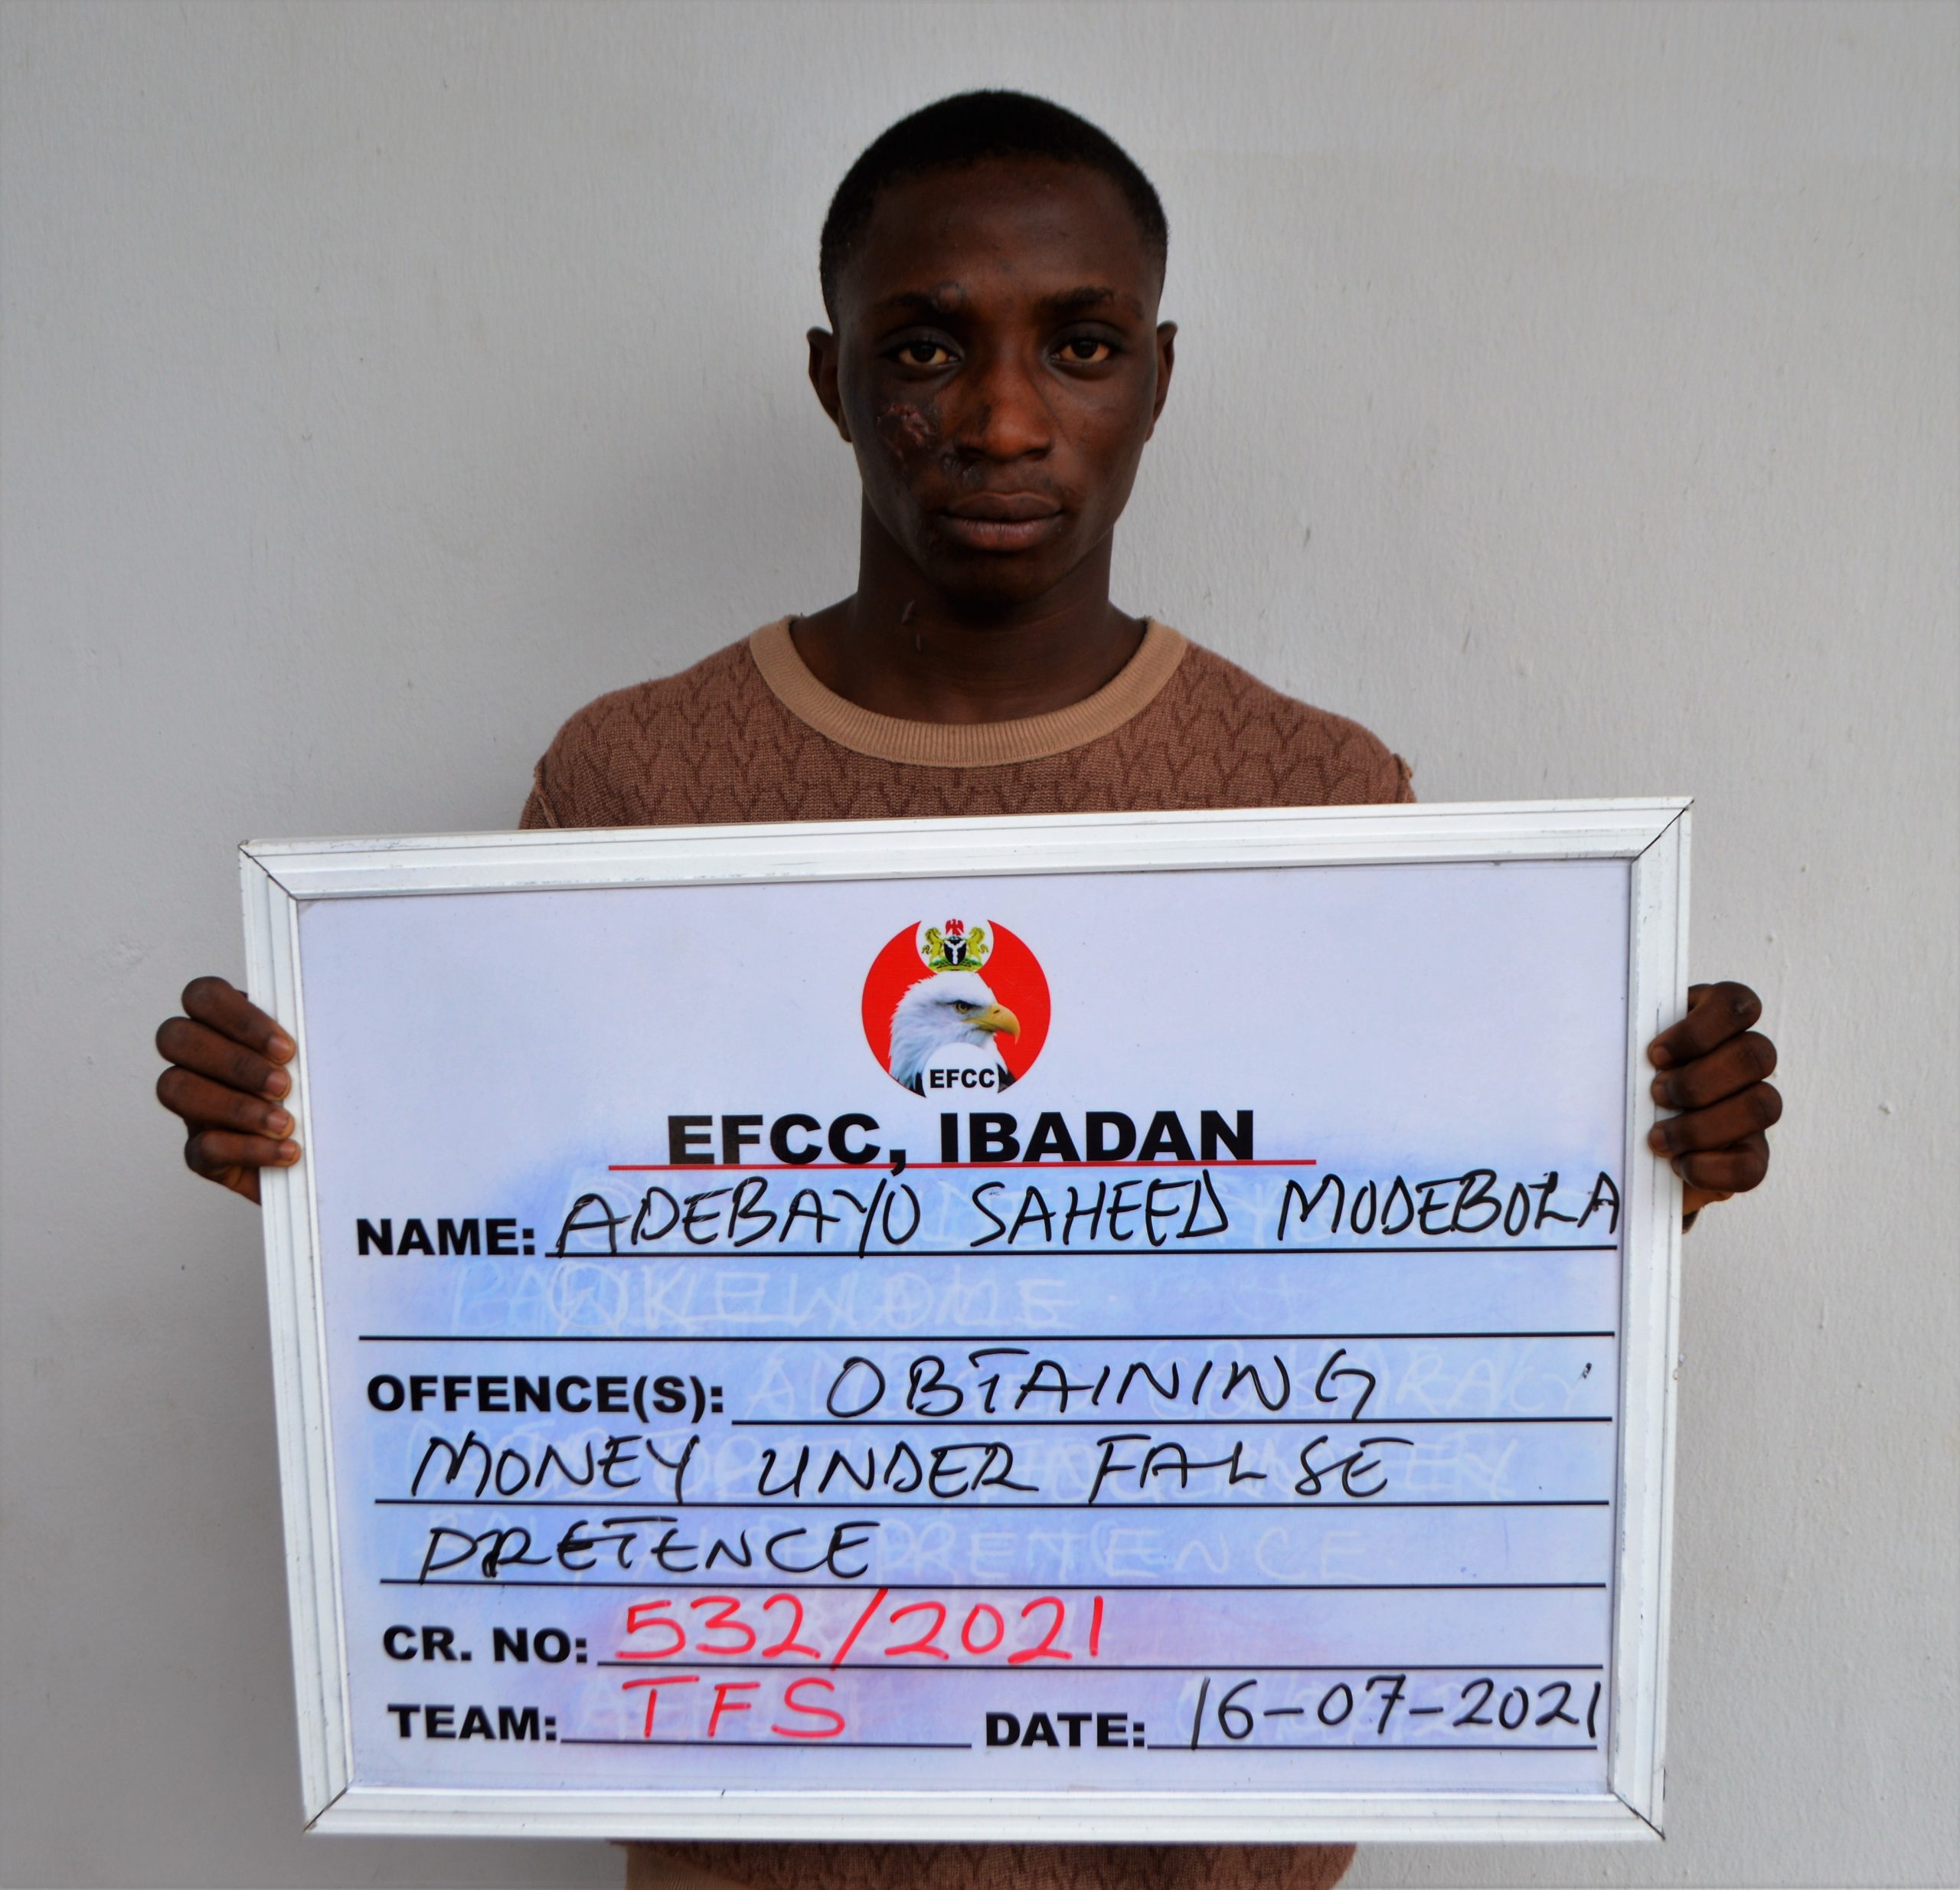 EFCC
EFCC, IBADAN
NAME: ADEBAYO SAHEED MODEBOLA
OFFENCE(S): OBTAINING
MONEY UNDER FALSE
PRETENCE
CR. NO: 532/2021
TEAM: TFS DATE: 16-07-2021